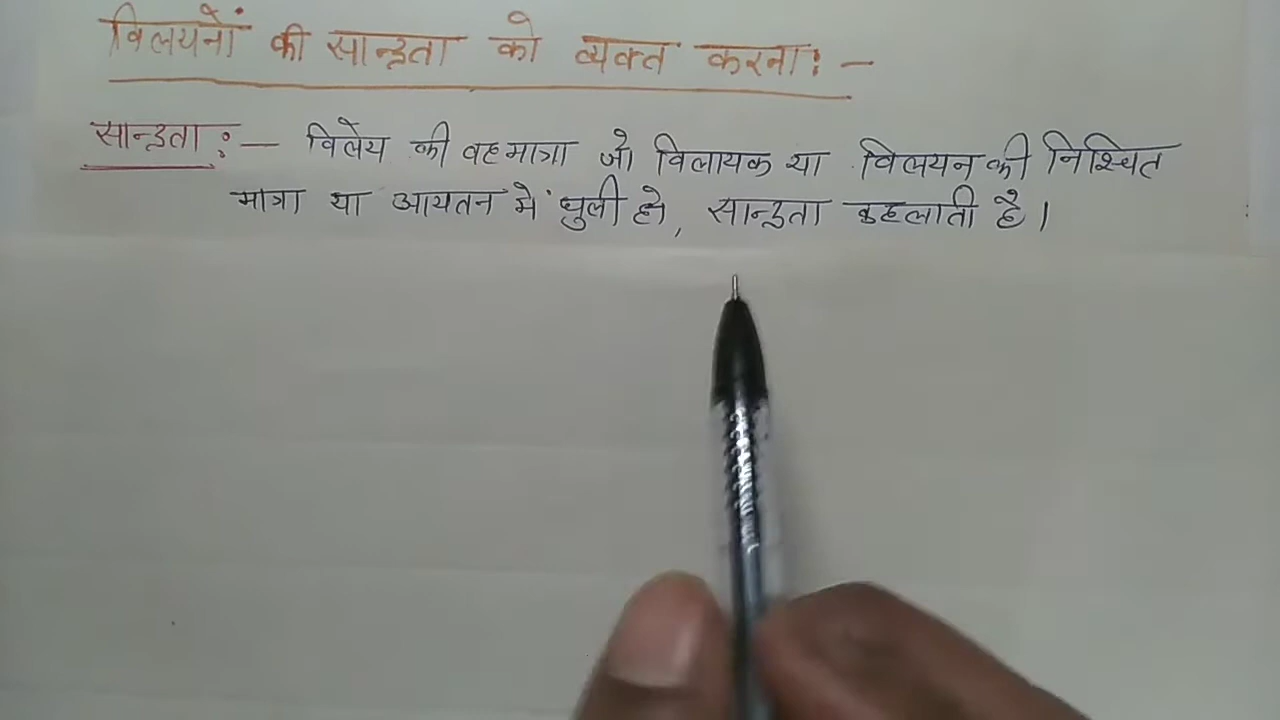 विलयनों की सान्द्रता को व्यक्त करना:-
सान्द्रता:- विलेय की वह मात्रा जो विलायक या विलयन की निश्चित
मात्रा या आयतन में घुली हो, सान्द्रता कहलाती है।